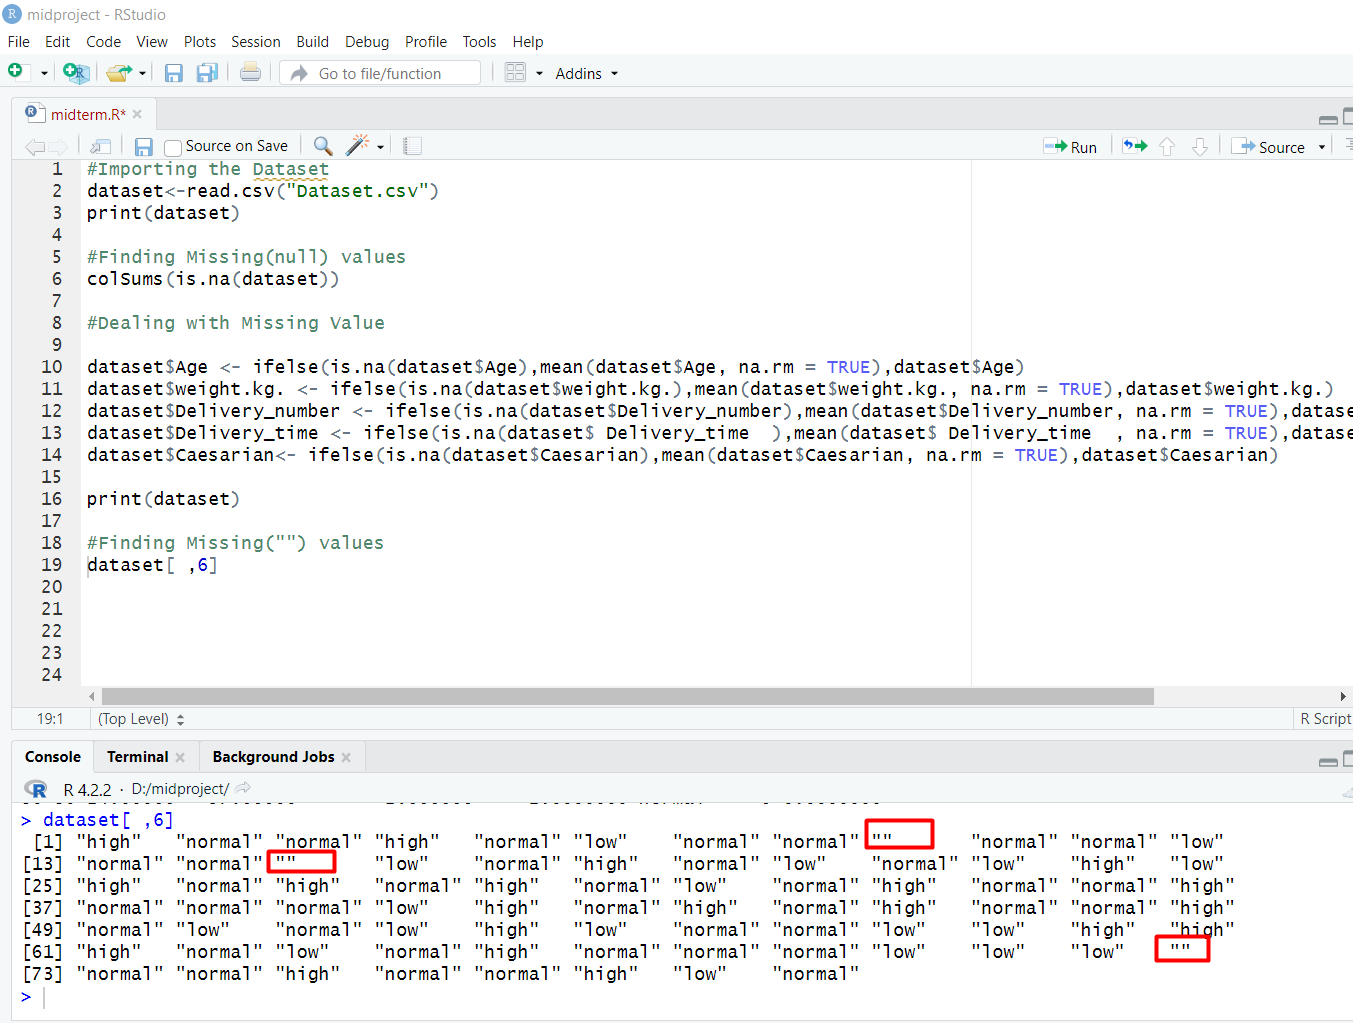 midproject - RStudio
File Edit Code View Plots Session Build Debug Profile Tools Help
Go to file/function Addins
midterm.R*
Source on Save Run Source
1 #Importing the Dataset
2 dataset<-read.csv("Dataset.csv")
3 print(dataset)
4
5 #Finding Missing(null) values
6 colSums(is.na(dataset))
7
8 #Dealing with Missing Value
9
10 dataset$Age <- ifelse(is.na(dataset$Age),mean(dataset$Age, na.rm = TRUE),dataset$Age)
11 dataset$weight.kg. <- ifelse(is.na(dataset$weight.kg.),mean(dataset$weight.kg., na.rm = TRUE),dataset$weight.kg.)
12 dataset$Delivery_number <- ifelse(is.na(dataset$Delivery_number),mean(dataset$Delivery_number, na.rm = TRUE),datase
13 dataset$Delivery_time <- ifelse(is.na(dataset$ Delivery_time  ),mean(dataset$ Delivery_time  , na.rm = TRUE),datase
14 dataset$Caesarian<- ifelse(is.na(dataset$Caesarian),mean(dataset$Caesarian, na.rm = TRUE),dataset$Caesarian)
15
16 print(dataset)
17
18 #Finding Missing("") values
19 dataset[ ,6]
20
21
22
23
24
19:1 (Top Level) R Script
Console Terminal Background Jobs
R 4.2.2 · D:/midproject/
> dataset[ ,6]
[1] "high" "normal" "normal" "high" "normal" "low" "normal" "normal" "" "normal" "normal" "low"
[13] "normal" "normal" "" "low" "normal" "high" "normal" "low" "normal" "low" "high" "low"
[25] "high" "normal" "high" "normal" "high" "normal" "low" "normal" "high" "normal" "normal" "high"
[37] "normal" "normal" "normal" "low" "high" "normal" "high" "normal" "high" "normal" "normal" "high"
[49] "normal" "low" "normal" "low" "high" "low" "normal" "normal" "low" "low" "high" "high"
[61] "high" "normal" "low" "normal" "high" "normal" "normal" "normal" "low" "low" "low" ""
[73] "normal" "normal" "high" "normal" "normal" "high" "low" "normal"
>